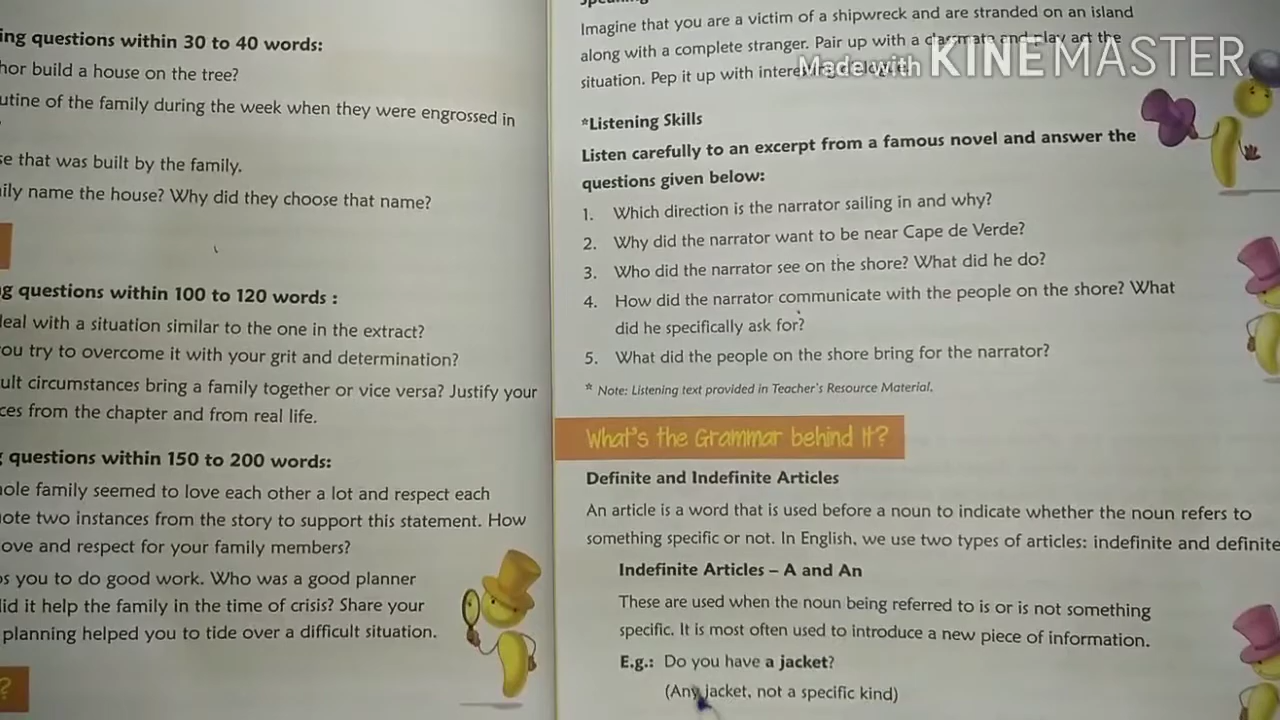 ing questions within 30 to 40 words:
hor build a house on the tree?
utine of the family during the week when they were engrossed in
se that was built by the family.
ily name the house? Why did they choose that name?
g questions within 100 to 120 words :
deal with a situation similar to the one in the extract?
ou try to overcome it with your grit and determination?
ult circumstances bring a family together or vice versa? Justify your
ces from the chapter and from real life.
g questions within 150 to 200 words:
ole family seemed to love each other a lot and respect each
ote two instances from the story to support this statement. How
ove and respect for your family members?
os you to do good work. Who was a good planner
did it help the family in the time of crisis? Share your
planning helped you to tide over a difficult situation.
?
Imagine that you are a victim of a shipwreck and are stranded on an island
along with a complete stranger. Pair up with a classmate and play act the
situation. Pep it up with interesting dialogue.
Made with KINEMASTER
*Listening Skills
Listen carefully to an excerpt from a famous novel and answer the
questions given below:
1. Which direction is the narrator sailing in and why?
2. Why did the narrator want to be near Cape de Verde?
3. Who did the narrator see on the shore? What did he do?
4. How did the narrator communicate with the people on the shore? What
did he specifically ask for?
5. What did the people on the shore bring for the narrator?
* Note: Listening text provided in Teacher's Resource Material.
What's the Grammar behind It?
Definite and Indefinite Articles
An article is a word that is used before a noun to indicate whether the noun refers to
something specific or not. In English, we use two types of articles: indefinite and definite
Indefinite Articles – A and An
These are used when the noun being referred to is or is not something
specific. It is most often used to introduce a new piece of information.
E.g.: Do you have a jacket?
(Any jacket, not a specific kind)